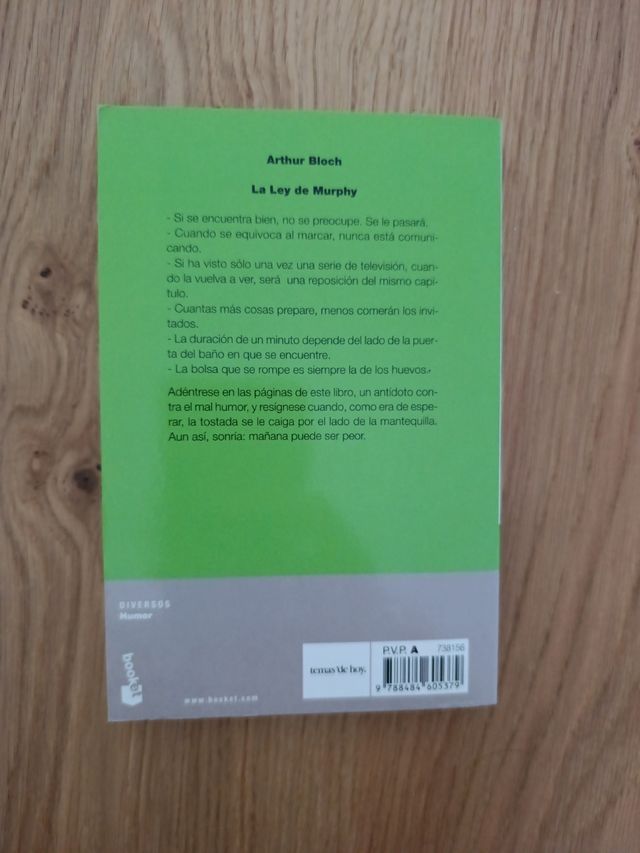 Arthur Bloch
La Ley de Murphy
- Si se encuentra bien, no se preocupe. Se le pasará.
- Cuando se equivoca al marcar, nunca está comuni-
cando.
- Si ha visto sólo una vez una serie de televisión, cuan-
do la vuelva a ver, será una reposición del mismo capí-
tulo.
- Cuantas más cosas prepare, menos comerán los invi-
tados.
- La duración de un minuto depende del lado de la puer-
ta del baño en que se encuentre.
- La bolsa que se rompe es siempre la de los huevos.
Adéntrese en las páginas de este libro, un antídoto con-
tra el mal humor, y resígnese cuando, como era de espe-
rar, la tostada se le caiga por el lado de la mantequilla.
Aun así, sonría: mañana puede ser peor.
DIVERSOS
Humor
booket
www.booket.com
temas de hoy.
P.V.P. A 738156
9 788484 605379